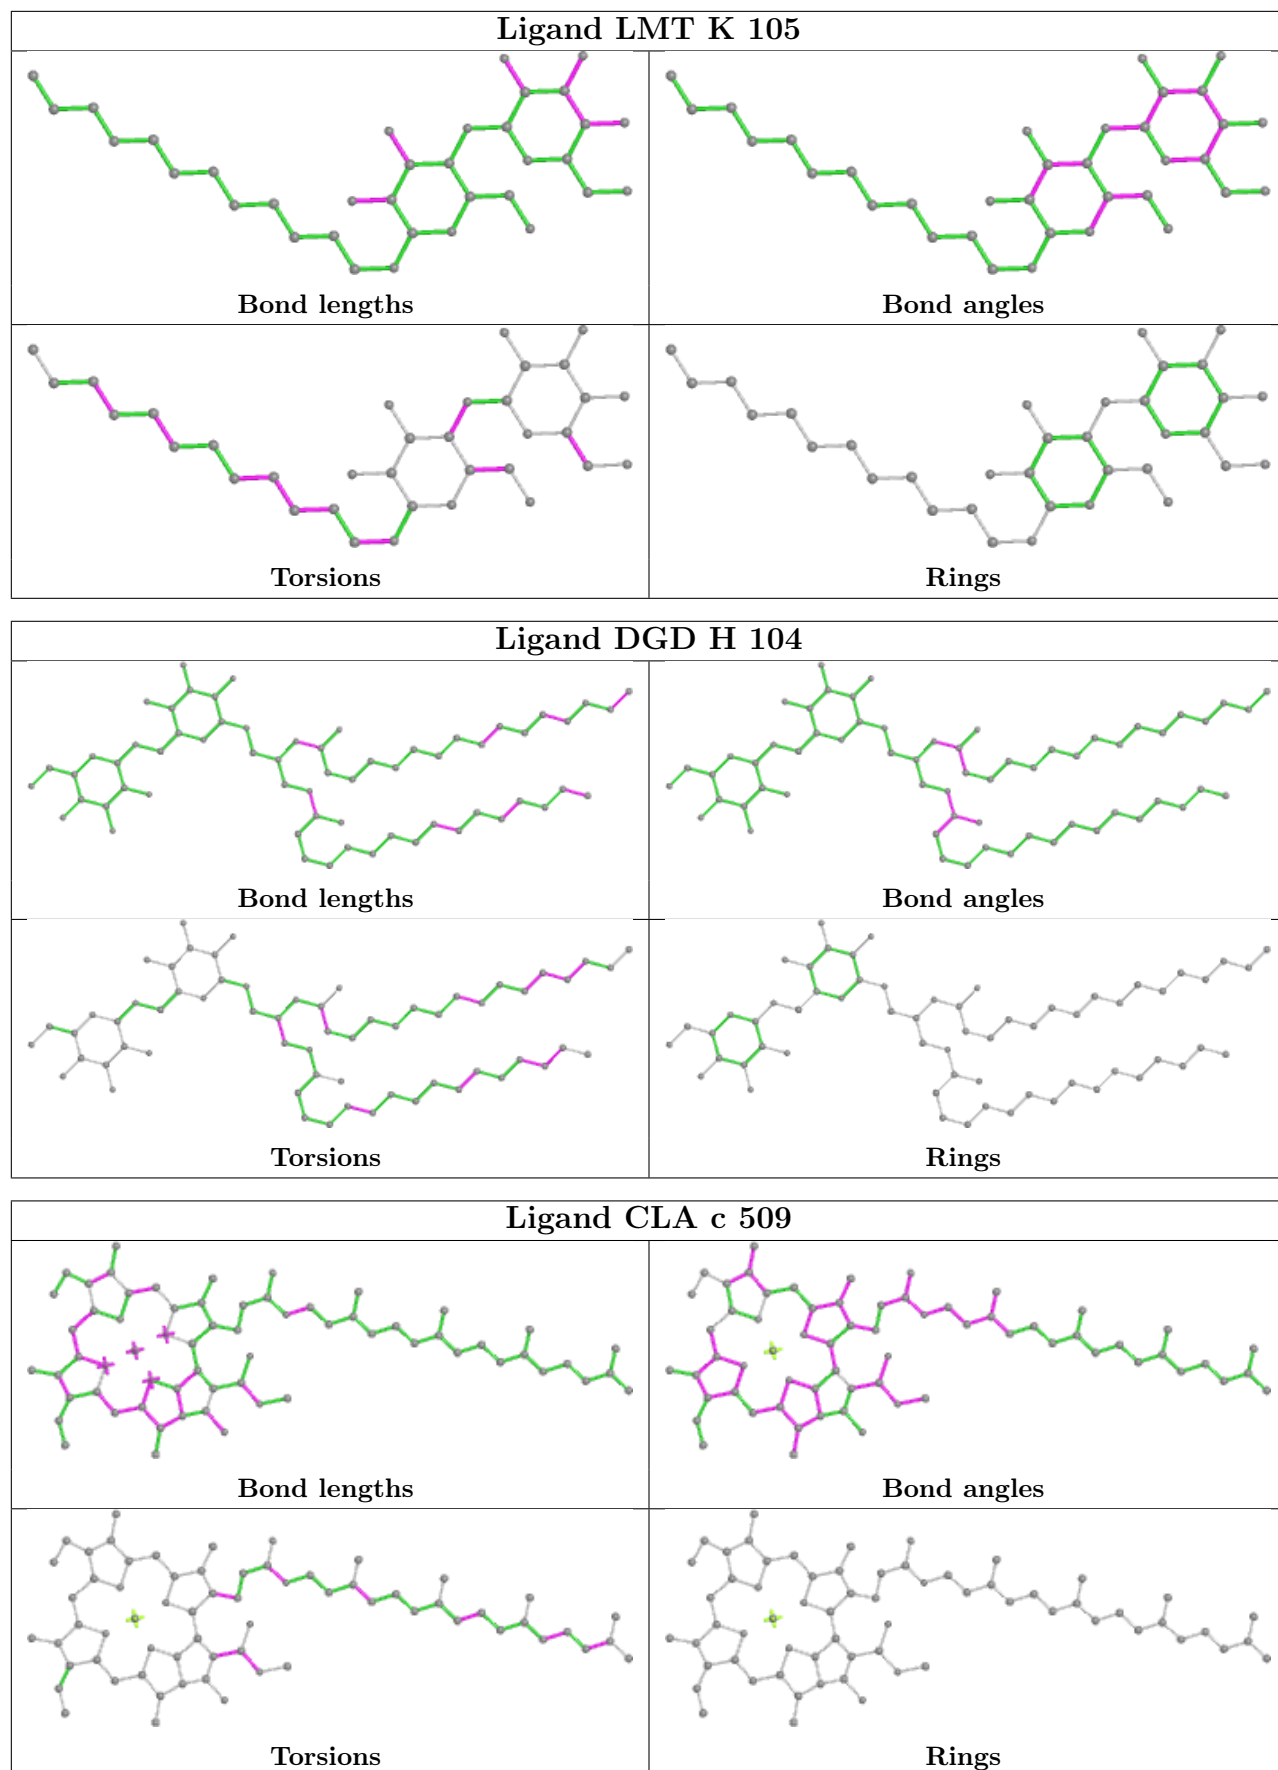 Ligand LMT K 105
Bond lengths
Bond angles
Torsions
Rings
Ligand DGD H 104
Bond lengths
Bond angles
Torsions
Rings
Ligand CLA c 509
Bond lengths
Bond angles
Torsions
Rings